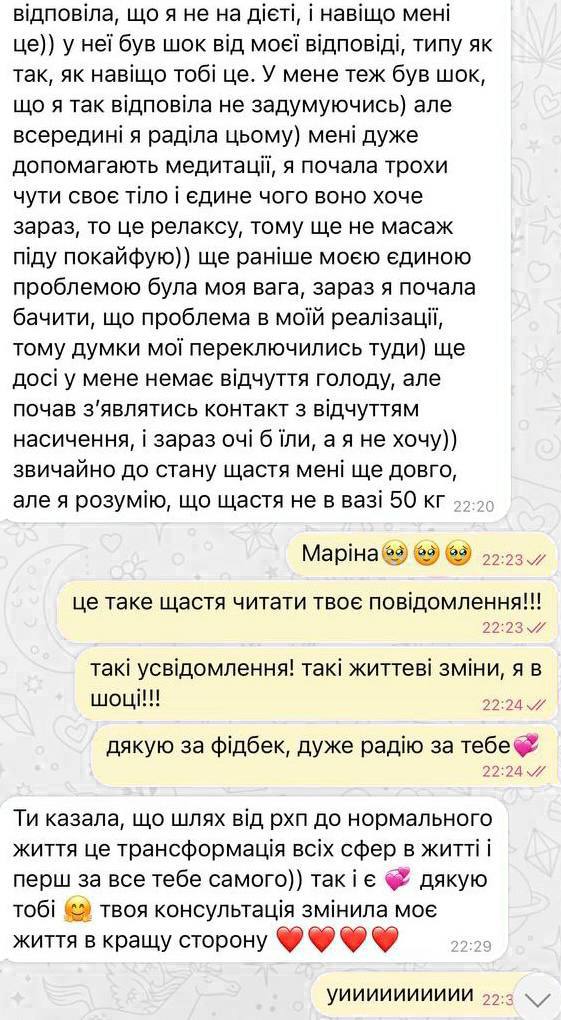 відповіла, що я не на дієті, і навіщо мені
це)) у неї був шок від моєї відповіді, типу як
так, як навіщо тобі це. У мене теж був шок,
що я так відповіла не задумуючись) але
всередині я раділа цьому) мені дуже
допомагають медитації, я почала трохи
чути своє тіло і єдине чого воно хоче
зараз, то це релаксу, тому ще не масаж
піду покайфую)) ще раніше моєю єдиною
проблемою була моя вага, зараз я почала
бачити, що проблема в моїй реалізації,
тому думки мої переключились туди) ще
досі у мене немає відчуття голоду, але
почав з’являтись контакт з відчуттям
насичення, і зараз очі б їли, а я не хочу))
звичайно до стану щастя мені ще довго,
але я розумію, що щастя не в вазі 50 кг 22:20
Маріна🥹🥹🥹 22:23
це таке щастя читати твоє повідомлення!!!
22:23
такі усвідомлення! такі життеві зміни, я в
шоці!!! 22:24
дякую за фідбек, дуже радію за тебе💞
22:24
Ти казала, що шлях від рхп до нормального
життя це трансформація всіх сфер в житті і
перш за все тебе самого)) так і є 💞 дякую
тобі 🤗 твоя консультація змінила моє
життя в кращу сторону ❤️❤️❤️❤️ 22:29
уиииииииииии 22:3